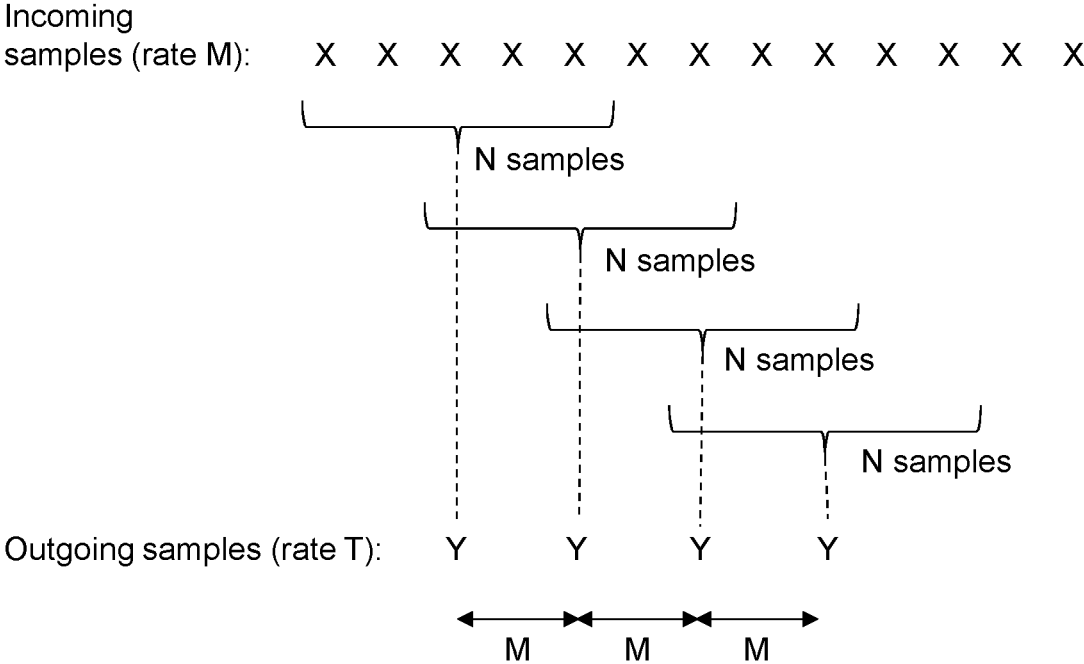 Incoming
samples (rate M): X X X X X X X X X X X X X
N samples
N samples
N samples
N samples
Outgoing samples (rate T): Y Y Y Y
M M M